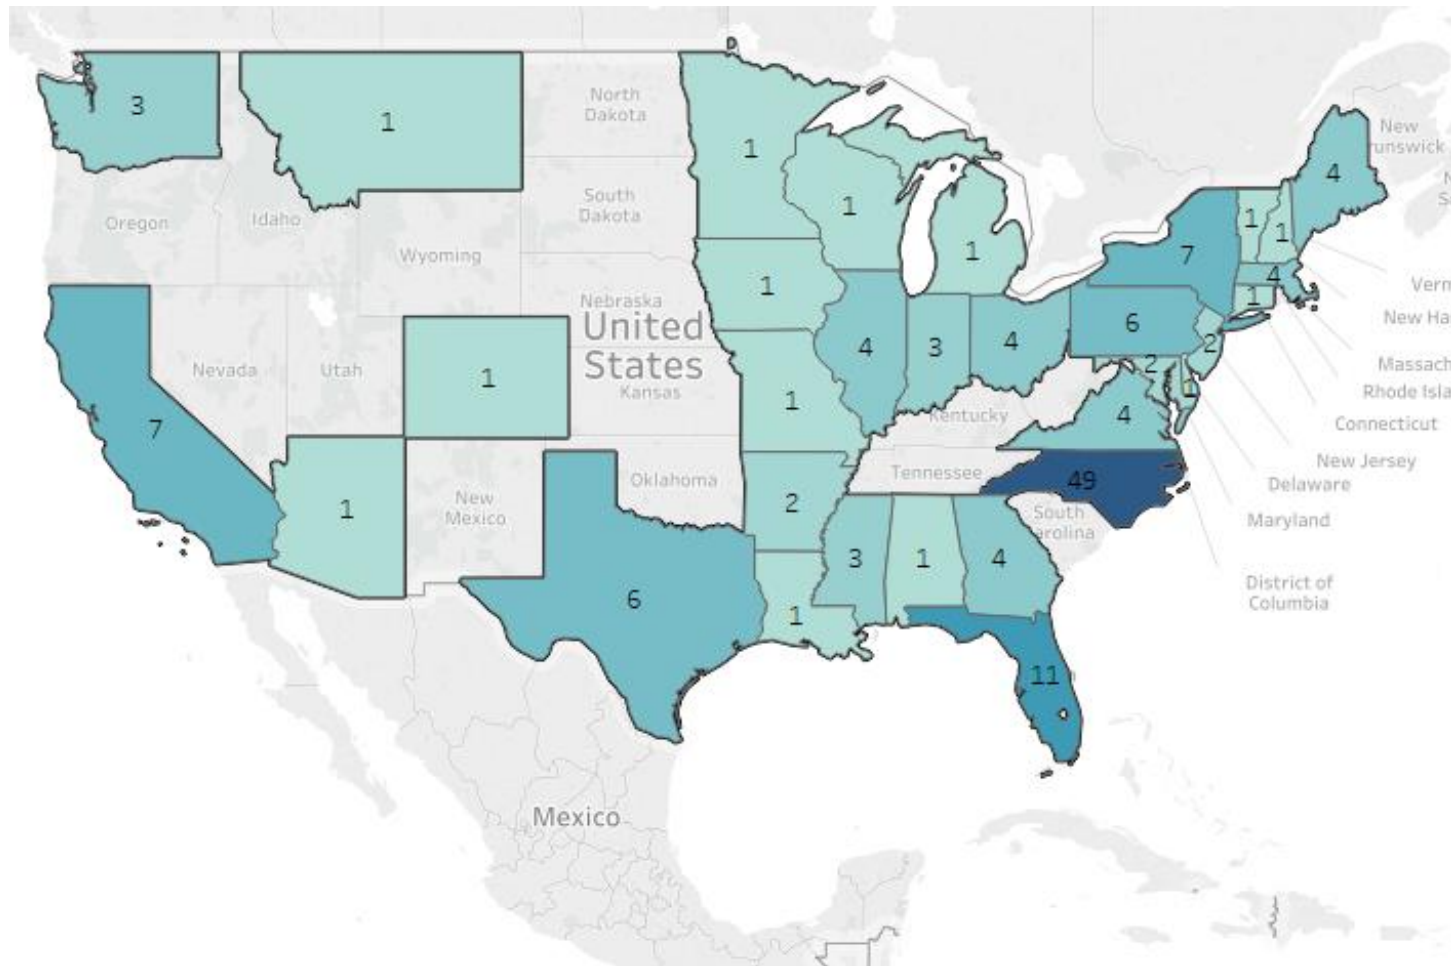 3
1
North
Dakota
1
New
runswick
4
Oregon
Idaho
South
Dakota
1
Wyoming
1
1
1
7
Nebraska
1
United
States
Kansas
4
1
Vern
New Ha
Massach
Rhode Isla
Connecticut
New Jersey
Delaware
Maryland
District of
Columbia
7
Nevada
Utah
1
1
4
3
4
6
2
2
1
Kentucky
4
Tennessee
49
1
New
Mexico
Oklahoma
2
South
arolina
6
1
3
1
4
11
Mexico